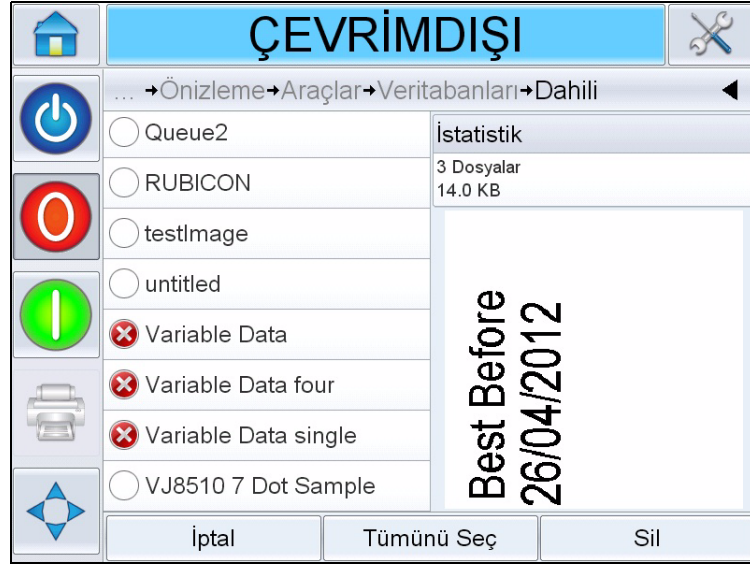 ÇEVRİMDIŞI
... →Önizleme→Araçlar→Veritabanları→Dahili
Queue2
RUBICON
testImage
untitled
Variable Data
Variable Data four
Variable Data single
VJ8510 7 Dot Sample
İstatistik
3 Dosyalar
14.0 KB
Best Before
26/04/2012
İptal
Tümünü Seç
Sil